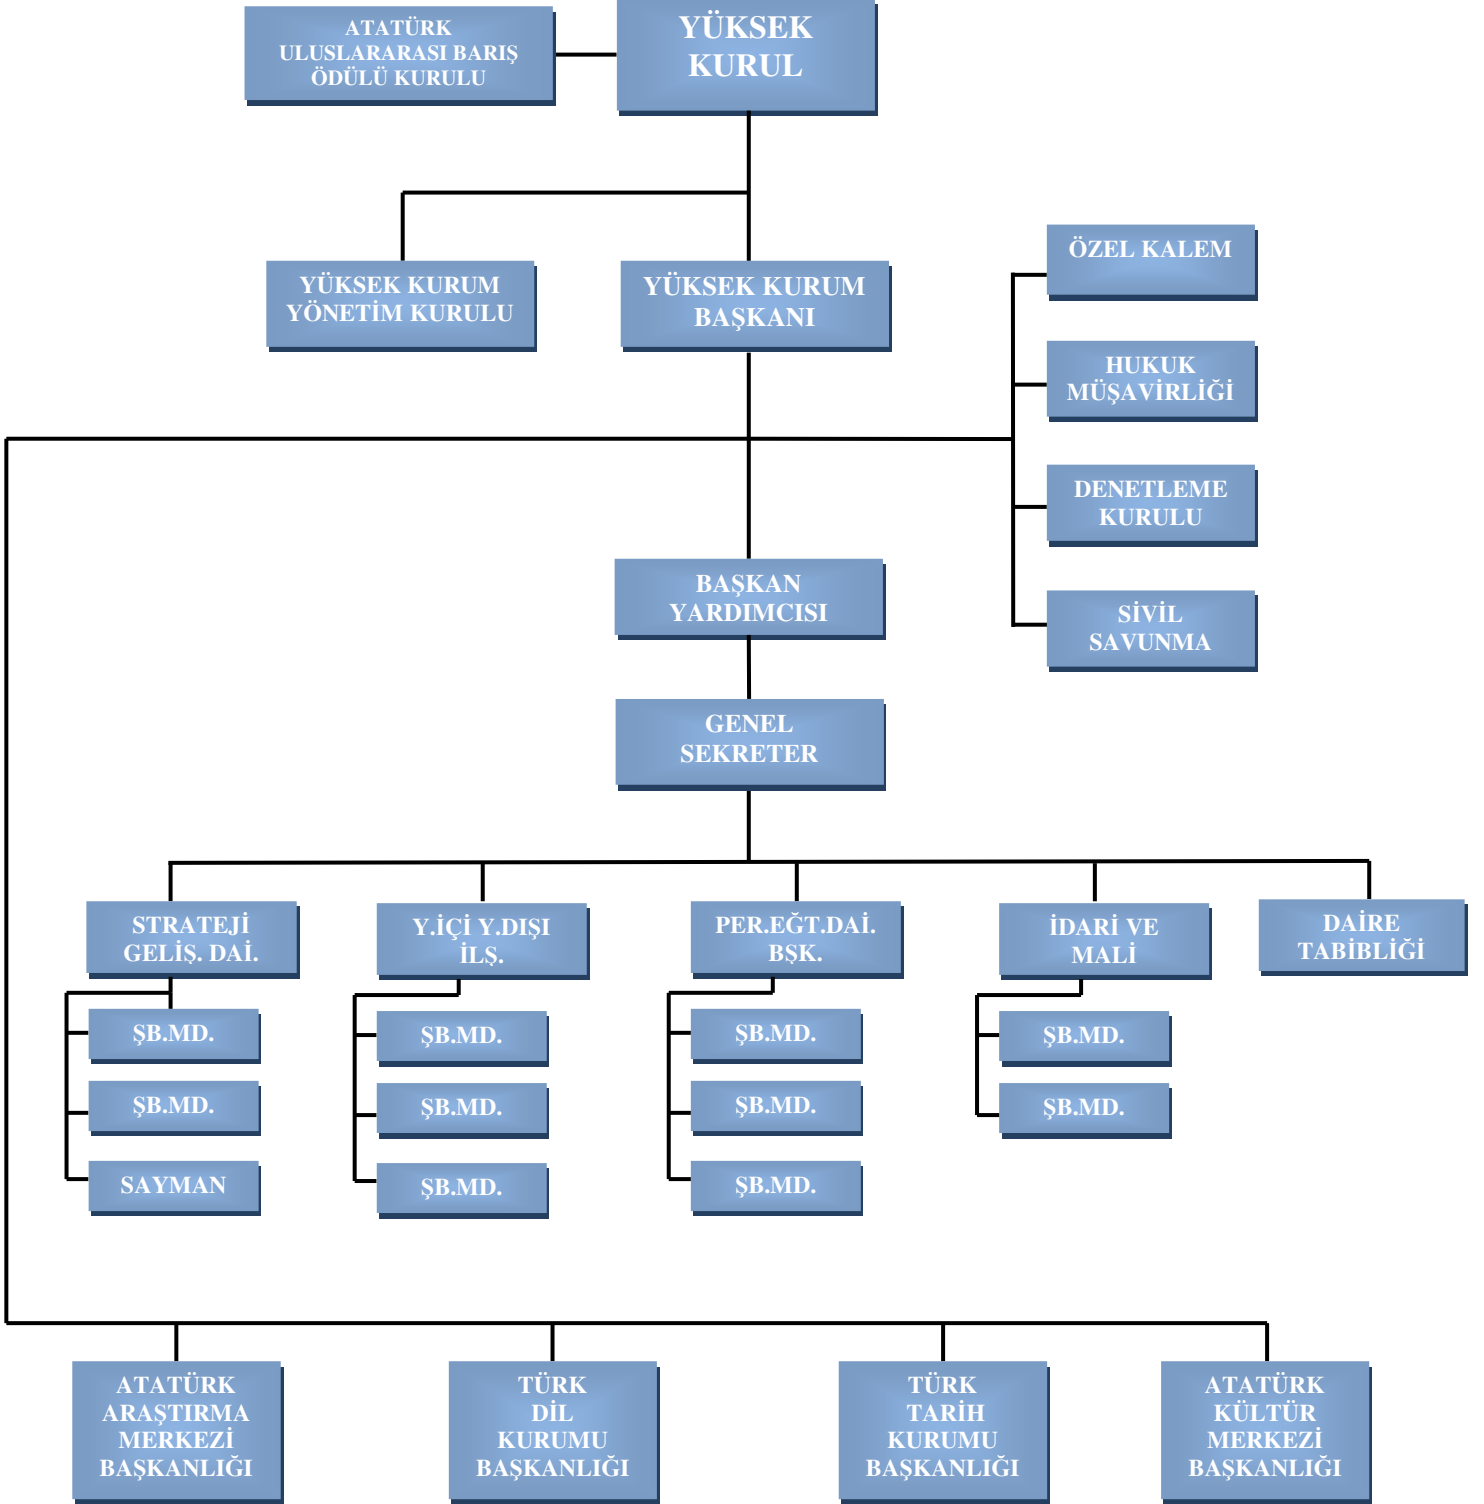 ATATÜRK
ULUSLARARASI BARIŞ
ÖDÜLÜ KURULU
YÜKSEK
KURUL
YÜKSEK KURUM
YÖNETİM KURULU
YÜKSEK KURUM
BAŞKANI
ÖZEL KALEM
HUKUK
MÜŞAVİRLİĞİ
DENETLEME
KURULU
SİVİL
SAVUNMA
BAŞKAN
YARDIMCISI
GENEL
SEKRETER
STRATEJİ
GELİŞ. DAİ.
ŞB.MD.
ŞB.MD.
SAYMAN
Y.İÇİ Y.DIŞI
İLŞ.
ŞB.MD.
ŞB.MD.
ŞB.MD.
PER.EĞT.DAİ.
BŞK.
ŞB.MD.
ŞB.MD.
ŞB.MD.
İDARİ VE
MALİ
ŞB.MD.
ŞB.MD.
DAİRE
TABİBLİĞİ
ATATÜRK
ARAŞTIRMA
MERKEZİ
BAŞKANLIĞI
TÜRK
DİL
KURUMU
BAŞKANLIĞI
TÜRK
TARİH
KURUMU
BAŞKANLIĞI
ATATÜRK
KÜLTÜR
MERKEZİ
BAŞKANLIĞI